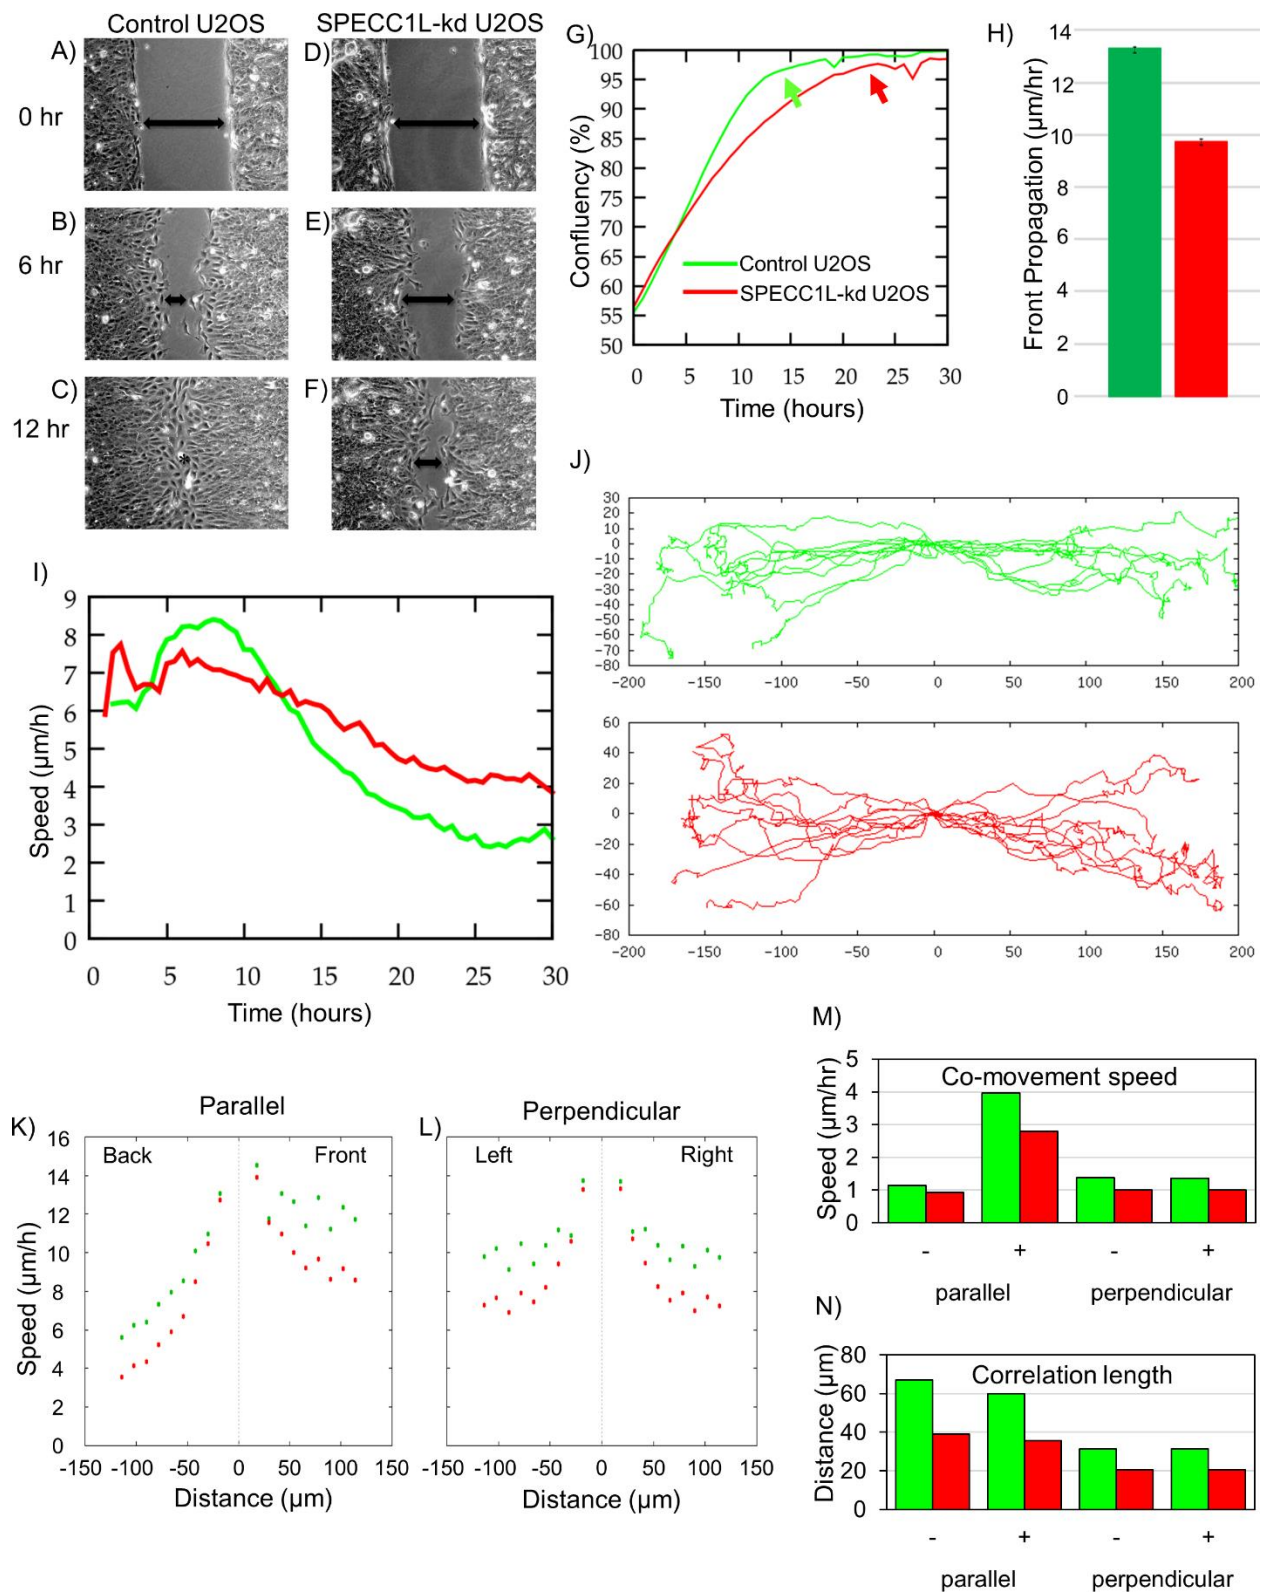 Control U2OS SPECC1L-kd U2OS
A) D)
0 hr
B) E)
6 hr
C) F)
12 hr
*
G)
100
95
90
85
80
75
70
65
60
55
50
Confluency (%)
Control U2OS
SPECC1L-kd U2OS
0 5 10 15 20 25 30
Time (hours)
H)
14
12
10
8
6
4
2
0
Front Propagation (µm/hr)
I)
9
8
7
6
5
4
3
2
1
0
Speed (µm/h)
0 5 10 15 20 25 30
Time (hours)
J)
30
20
10
0
-10
-20
-30
-40
-50
-60
-70
-80
-200 -150 -100 -50 0 50 100 150 200
60
40
20
0
-20
-40
-60
-80
-200 -150 -100 -50 0 50 100 150 200
Parallel
K)
Back Front
16
14
12
10
8
6
4
2
0
Speed (µm/h)
-150 -100 -50 0 50 100 150
Distance (µm)
Perpendicular
L)
Left Right
-150 -100 -50 0 50 100 150
Distance (µm)
M)
Co-movement speed
5
4
3
2
1
0
Speed (µm/hr)
- + - +
parallel perpendicular
N)
Correlation length
80
60
40
20
0
Distance (µm)
- + - +
parallel perpendicular